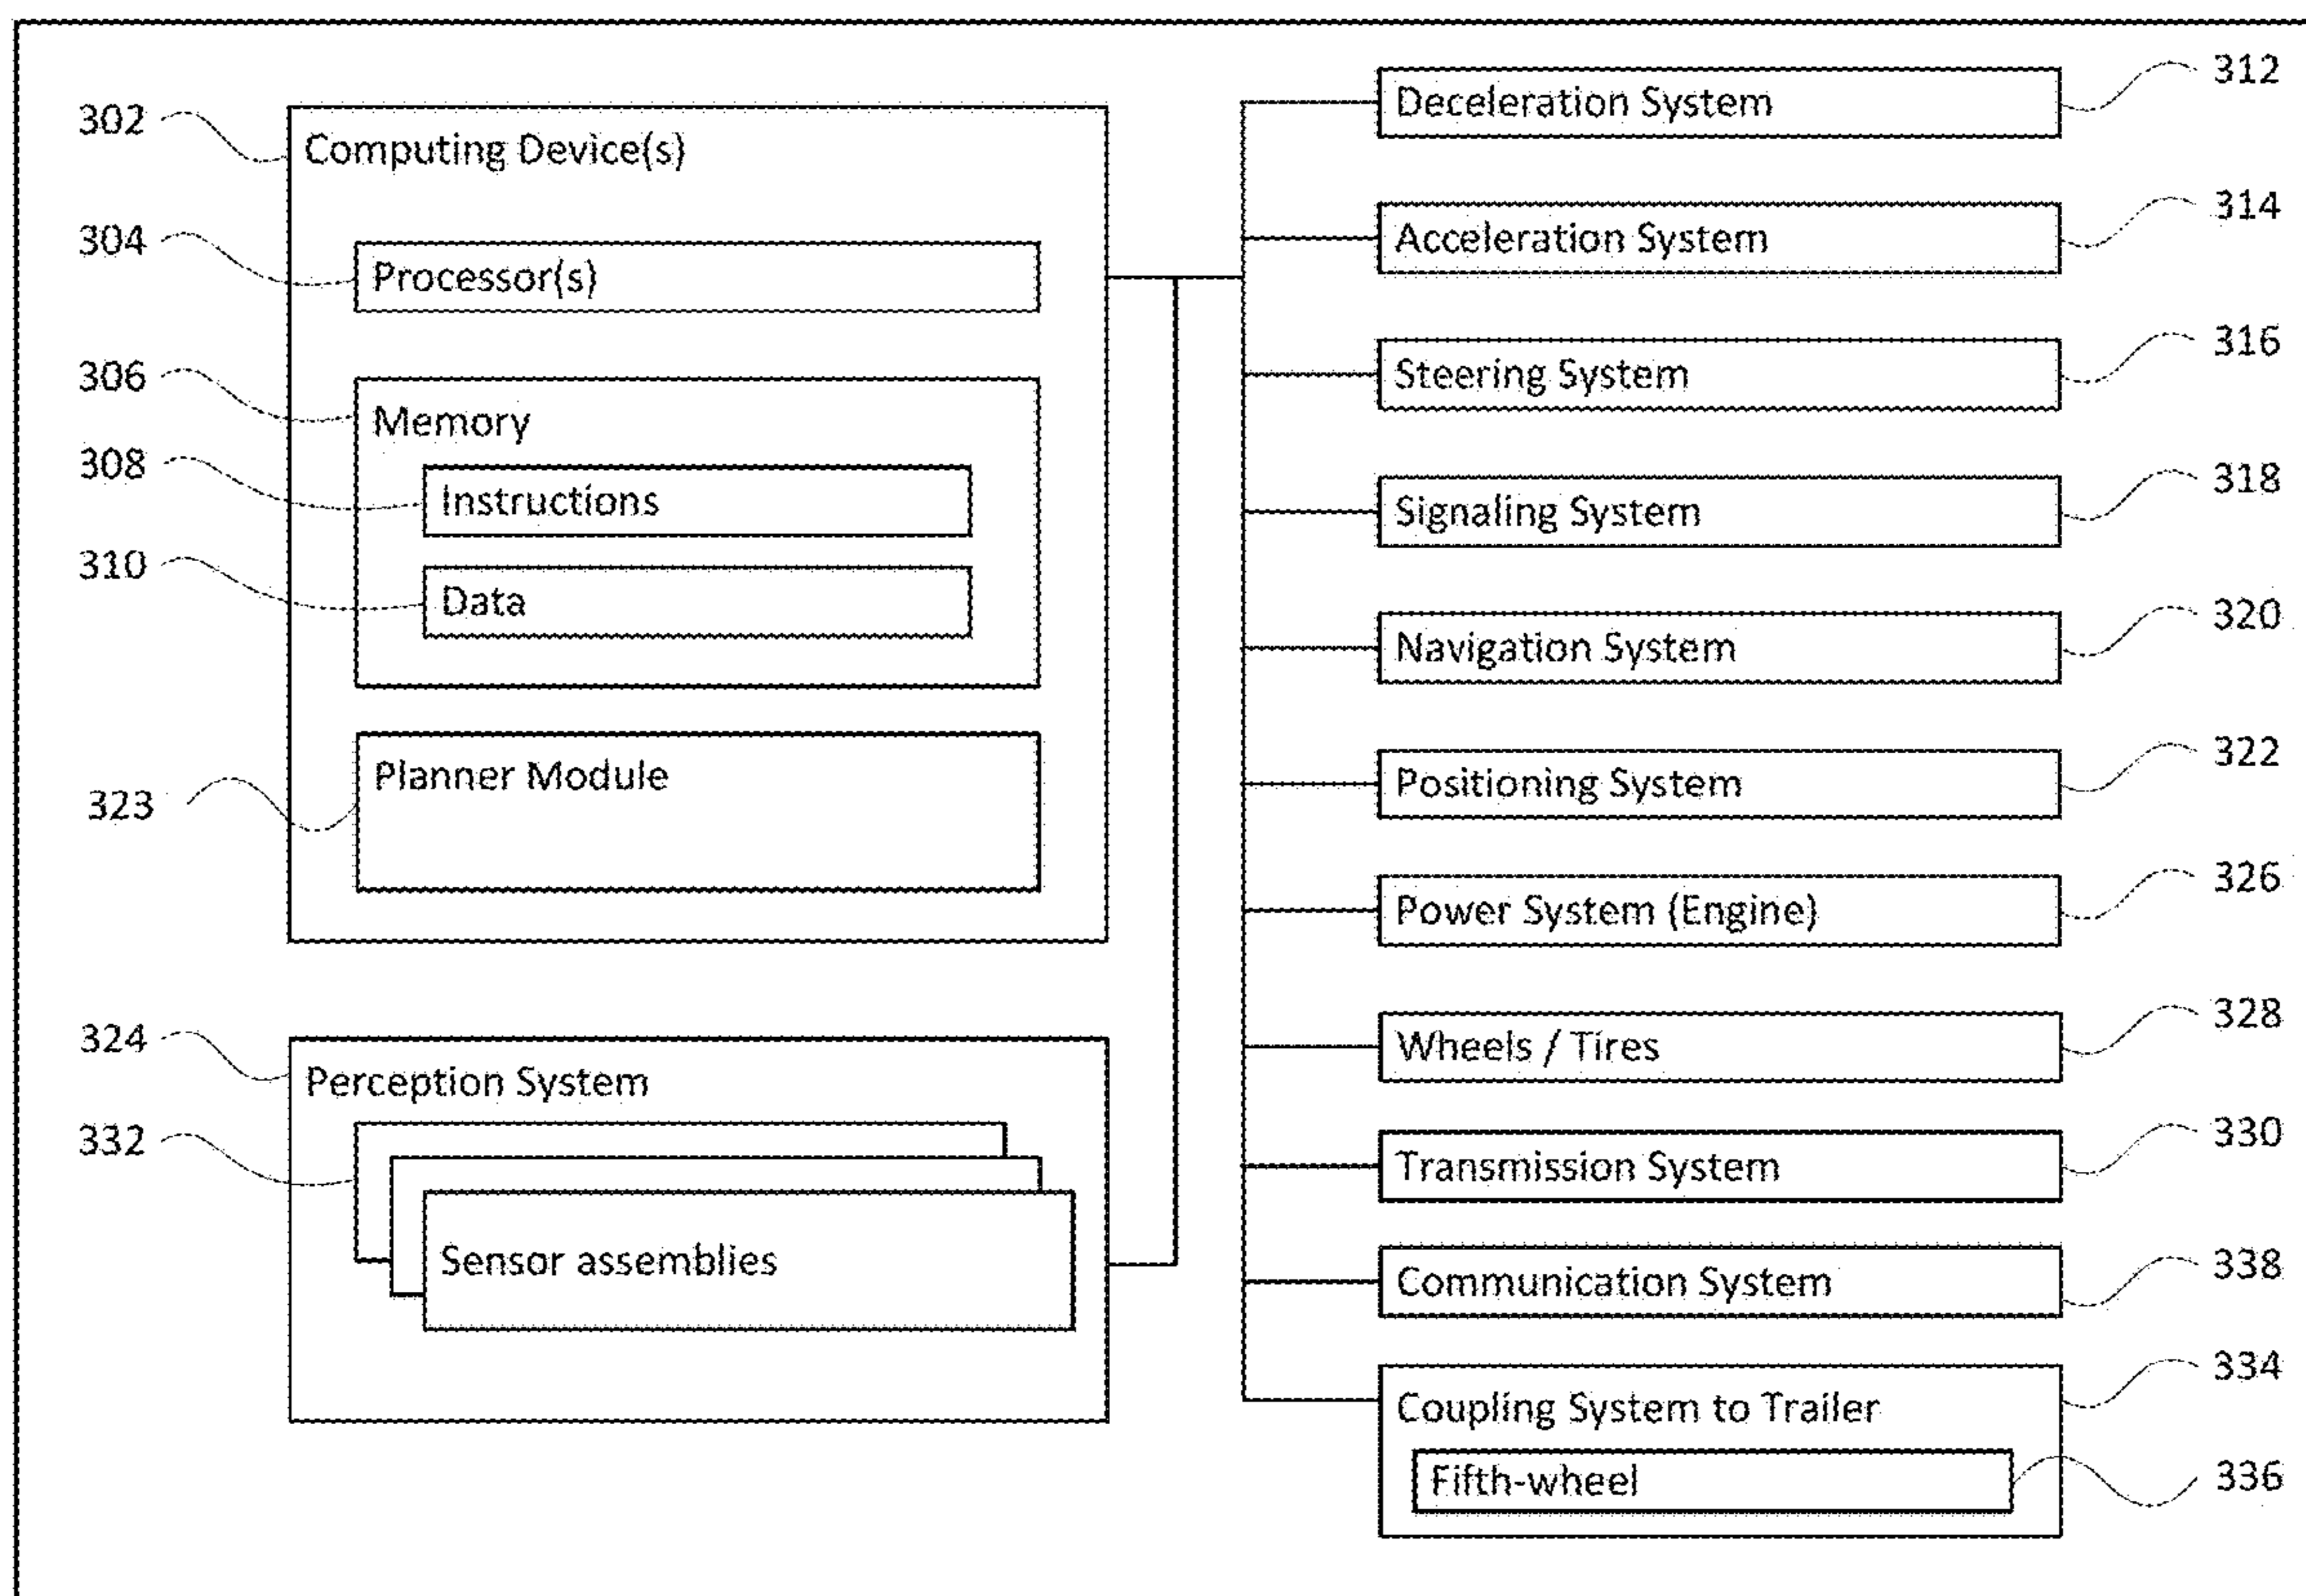 302
Computing Device(s)
304
Processor(s)
306
Memory
308
Instructions
310
Data
323
Planner Module
324
Perception System
332
Sensor assemblies
Deceleration System
312
Acceleration System
314
Steering System
316
Signaling System
318
Navigation System
320
Positioning System
322
Power System (Engine)
326
Wheels / Tires
328
Transmission System
330
Communication System
338
Coupling System to Trailer
334
Fifth-wheel
336